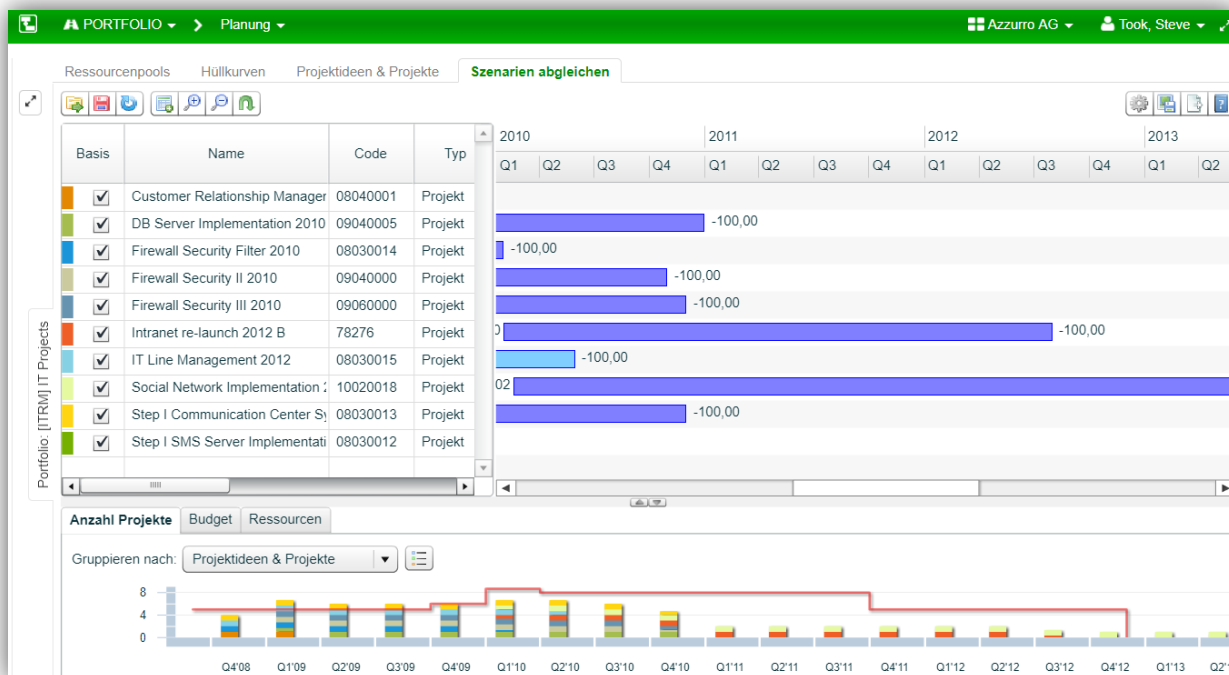 PORTFOLIO Planung Azzurro AG Took, Steve
Ressourcenpools Hüllkurven Projektideen & Projekte Szenarien abgleichen
2010 2011 2012 2013
Basis Name Code Typ
Q1 Q2 Q3 Q4 Q1 Q2 Q3 Q4 Q1 Q2 Q3 Q4 Q1 Q2
Customer Relationship Manager 08040001 Projekt
DB Server Implementation 2010 09040005 Projekt -100,00
Firewall Security Filter 2010 08030014 Projekt -100,00
Firewall Security II 2010 09040000 Projekt -100,00
Firewall Security III 2010 09060000 Projekt -100,00
Intranet re-launch 2012 B 78276 Projekt -100,00
IT Line Management 2012 08030015 Projekt -100,00
Social Network Implementation 10020018 Projekt 02
Step I Communication Center Sy 08030013 Projekt -100,00
Step I SMS Server Implementati 08030012 Projekt
Portfolio: [ITRM] IT Projects
Anzahl Projekte Budget Ressourcen
Gruppieren nach: Projektideen & Projekte
8
4
0
Q4'08 Q1'09 Q2'09 Q3'09 Q4'09 Q1'10 Q2'10 Q3'10 Q4'10 Q1'11 Q2'11 Q3'11 Q4'11 Q1'12 Q2'12 Q3'12 Q4'12 Q1'13